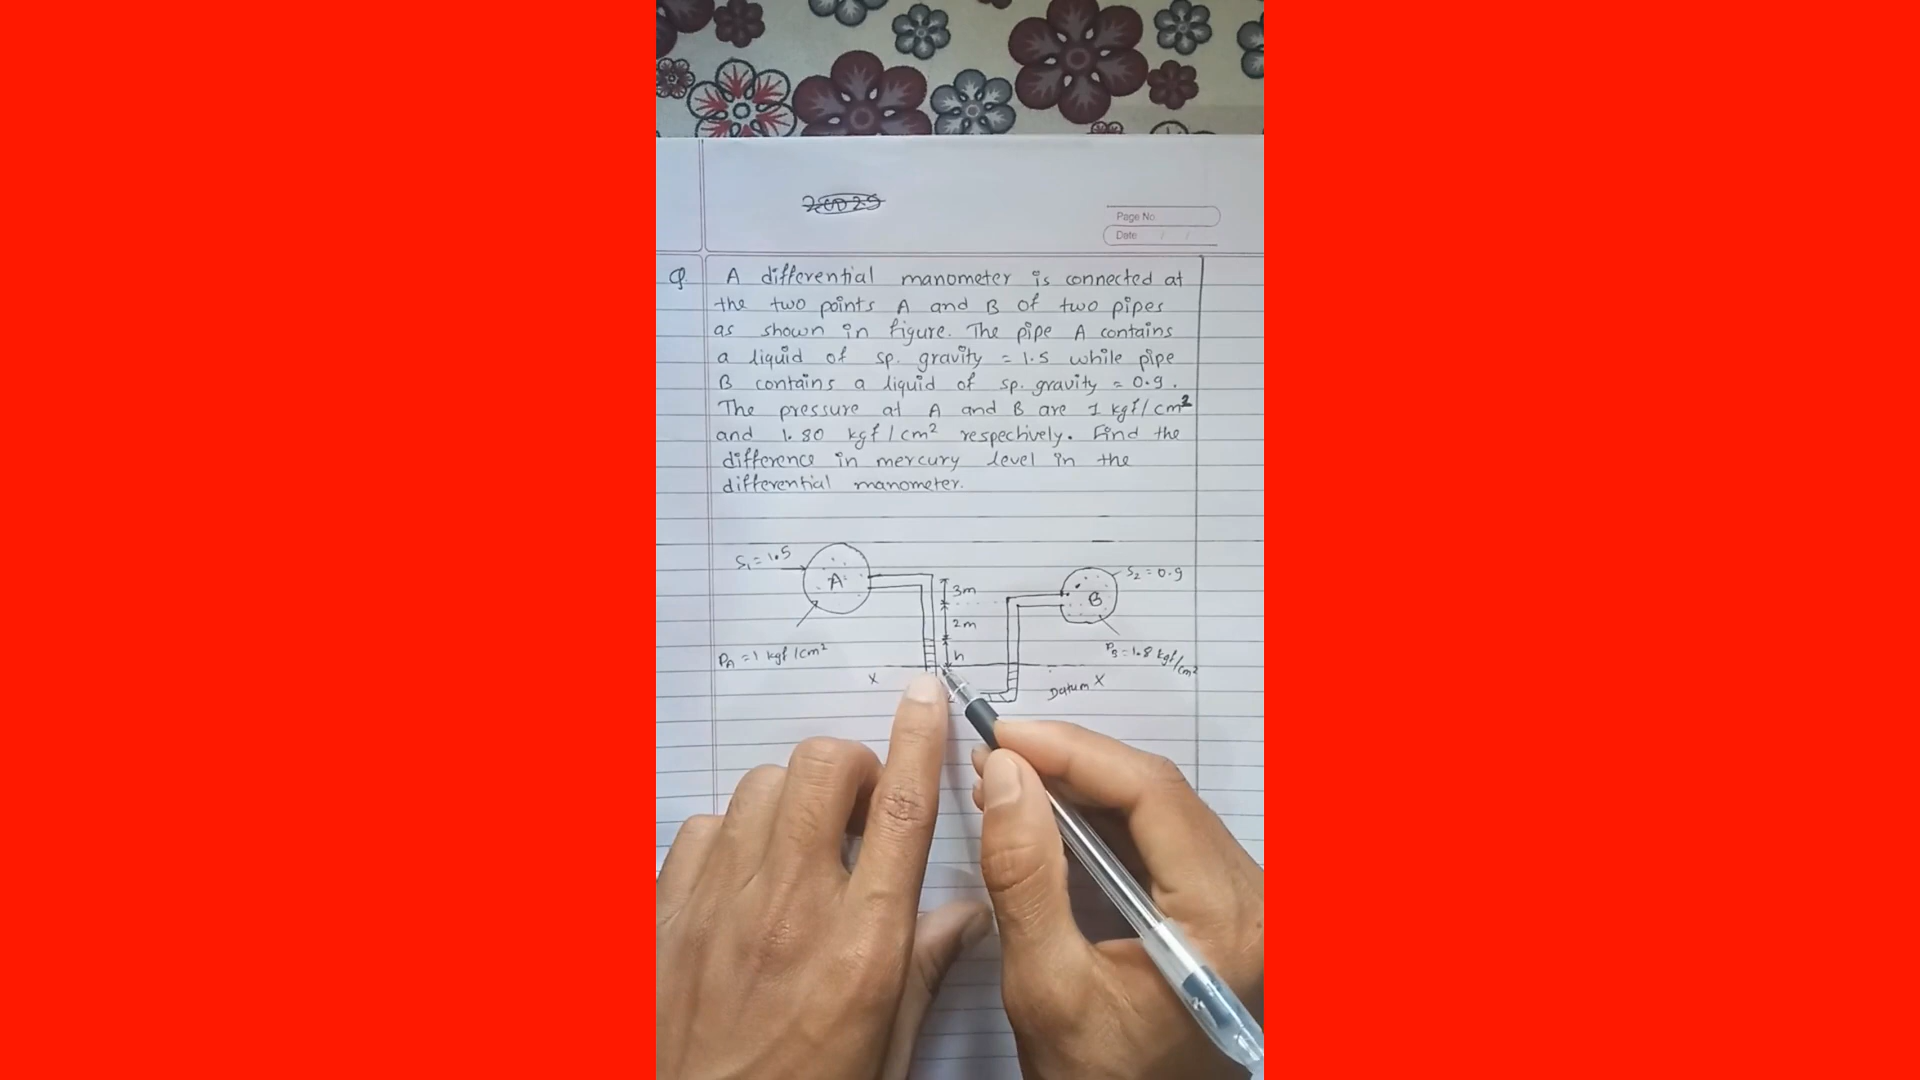 Page No
Date / /
Q. A differential manometer is connected at
the two points A and B of two pipes
as shown in figure. The pipe A contains
a liquid of sp. gravity = 1.5 while pipe
B contains a liquid of sp. gravity = 0.9.
The pressure at A and B are 1 kgf/cm²
and 1.80 kgf/cm² respectively. Find the
difference in mercury level in the
differential manometer.
S₁ = 1.5
A
3m
S₂ = 0.9
B
2m
h
P_A = 1 kgf/cm²
P_B = 1.8 kgf/cm²
X
Datum X